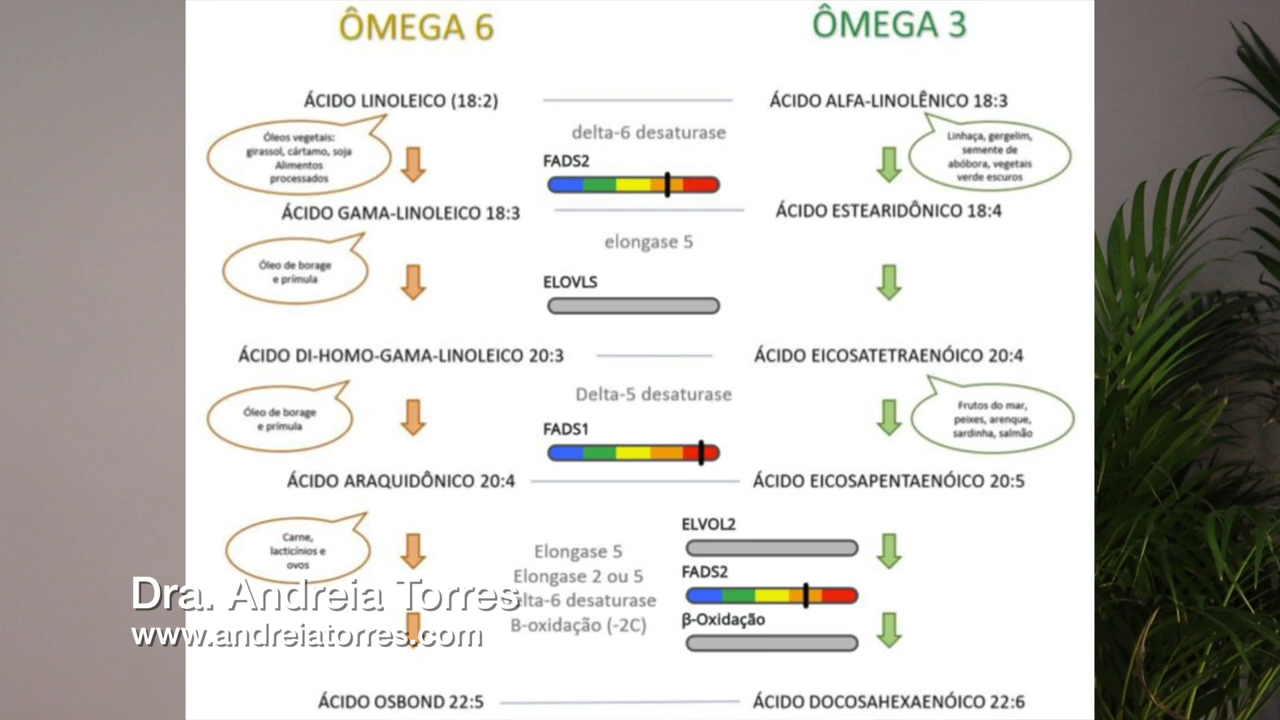 ÔMEGA 6
ÔMEGA 3
ÁCIDO LINOLEICO (18:2)
ÁCIDO ALFA-LINOLÊNICO 18:3
Óleos vegetais:
girassol, cártamo, soja
Alimentos
processados
delta-6 desaturase
FADS2
Linhaça, gergelim,
semente de
abóbora, vegetais
verde escuros
ÁCIDO GAMA-LINOLEICO 18:3
ÁCIDO ESTEARIDÔNICO 18:4
Óleo de borage
e prímula
elongase 5
ELOVLS
ÁCIDO DI-HOMO-GAMA-LINOLEICO 20:3
ÁCIDO EICOSATETRAENÓICO 20:4
Óleo de borage
e prímula
Delta-5 desaturase
FADS1
Frutos do mar,
peixes, arenque,
sardinha, salmão
ÁCIDO ARAQUIDÔNICO 20:4
ÁCIDO EICOSAPENTAENÓICO 20:5
Carne,
lacticínios e
ovos
Elongase 5
Elongase 2 ou 5
elta-6 desaturase
B-oxidação (-2C)
ELVOL2
FADS2
β-Oxidação
Dra. Andreia Torres
www.andreiatorres.com
ÁCIDO OSBOND 22:5
ÁCIDO DOCOSAHEXAENÓICO 22:6